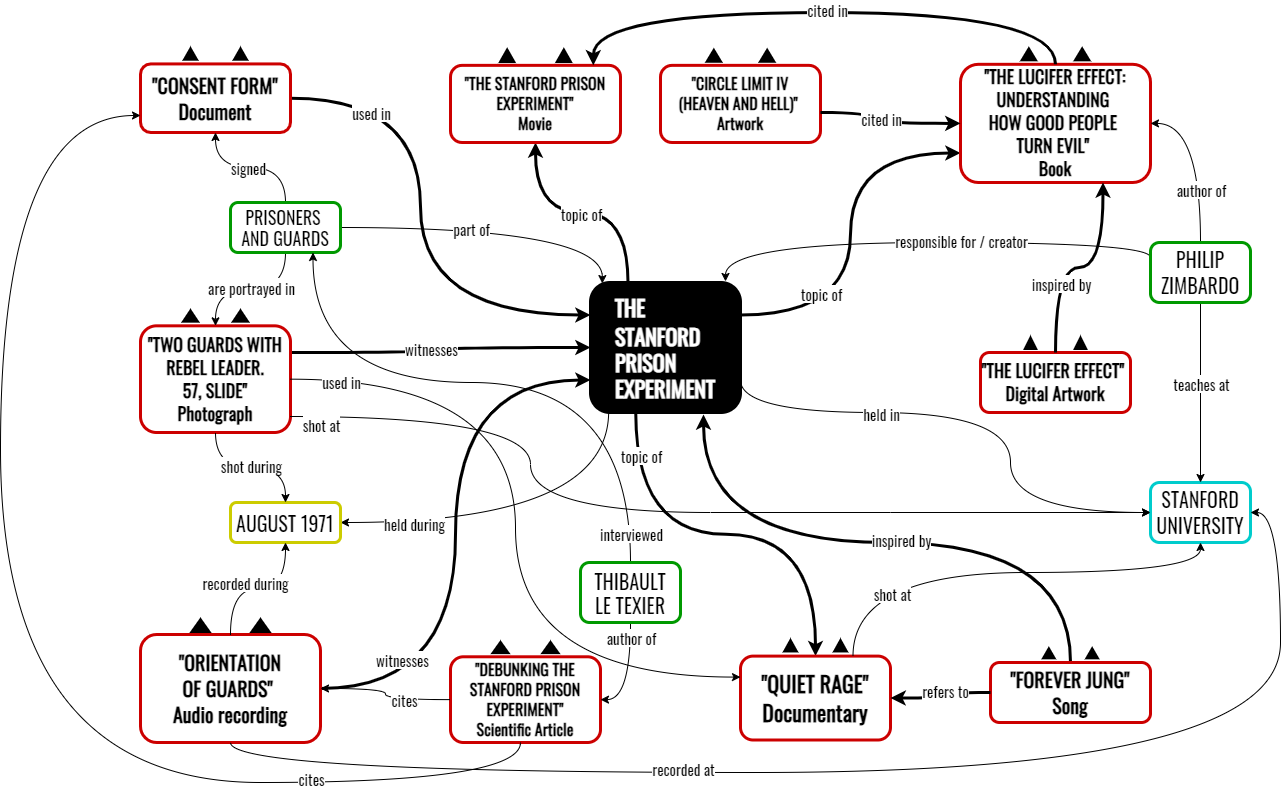 cited in
"CONSENT FORM"
Document
"THE STANFORD PRISON
EXPERIMENT"
Movie
"CIRCLE LIMIT IV
(HEAVEN AND HELL)"
Artwork
"THE LUCIFER EFFECT:
UNDERSTANDING
HOW GOOD PEOPLE
TURN EVIL"
Book
used in
cited in
signed
author of
PRISONERS
AND GUARDS
part of
topic of
responsible for / creator
PHILIP
ZIMBARDO
are portrayed in
topic of
inspired by
"TWO GUARDS WITH
REBEL LEADER.
57, SLIDE"
Photograph
witnesses
THE
STANFORD
PRISON
EXPERIMENT
"THE LUCIFER EFFECT"
Digital Artwork
used in
teaches at
shot at
held in
shot during
topic of
AUGUST 1971
held during
STANFORD
UNIVERSITY
interviewed
inspired by
recorded during
THIBAULT
LE TEXIER
shot at
author of
"ORIENTATION
OF GUARDS"
Audio recording
witnesses
cites
"DEBUNKING THE
STANFORD PRISON
EXPERIMENT"
Scientific Article
"QUIET RAGE"
Documentary
refers to
"FOREVER JUNG"
Song
recorded at
cites